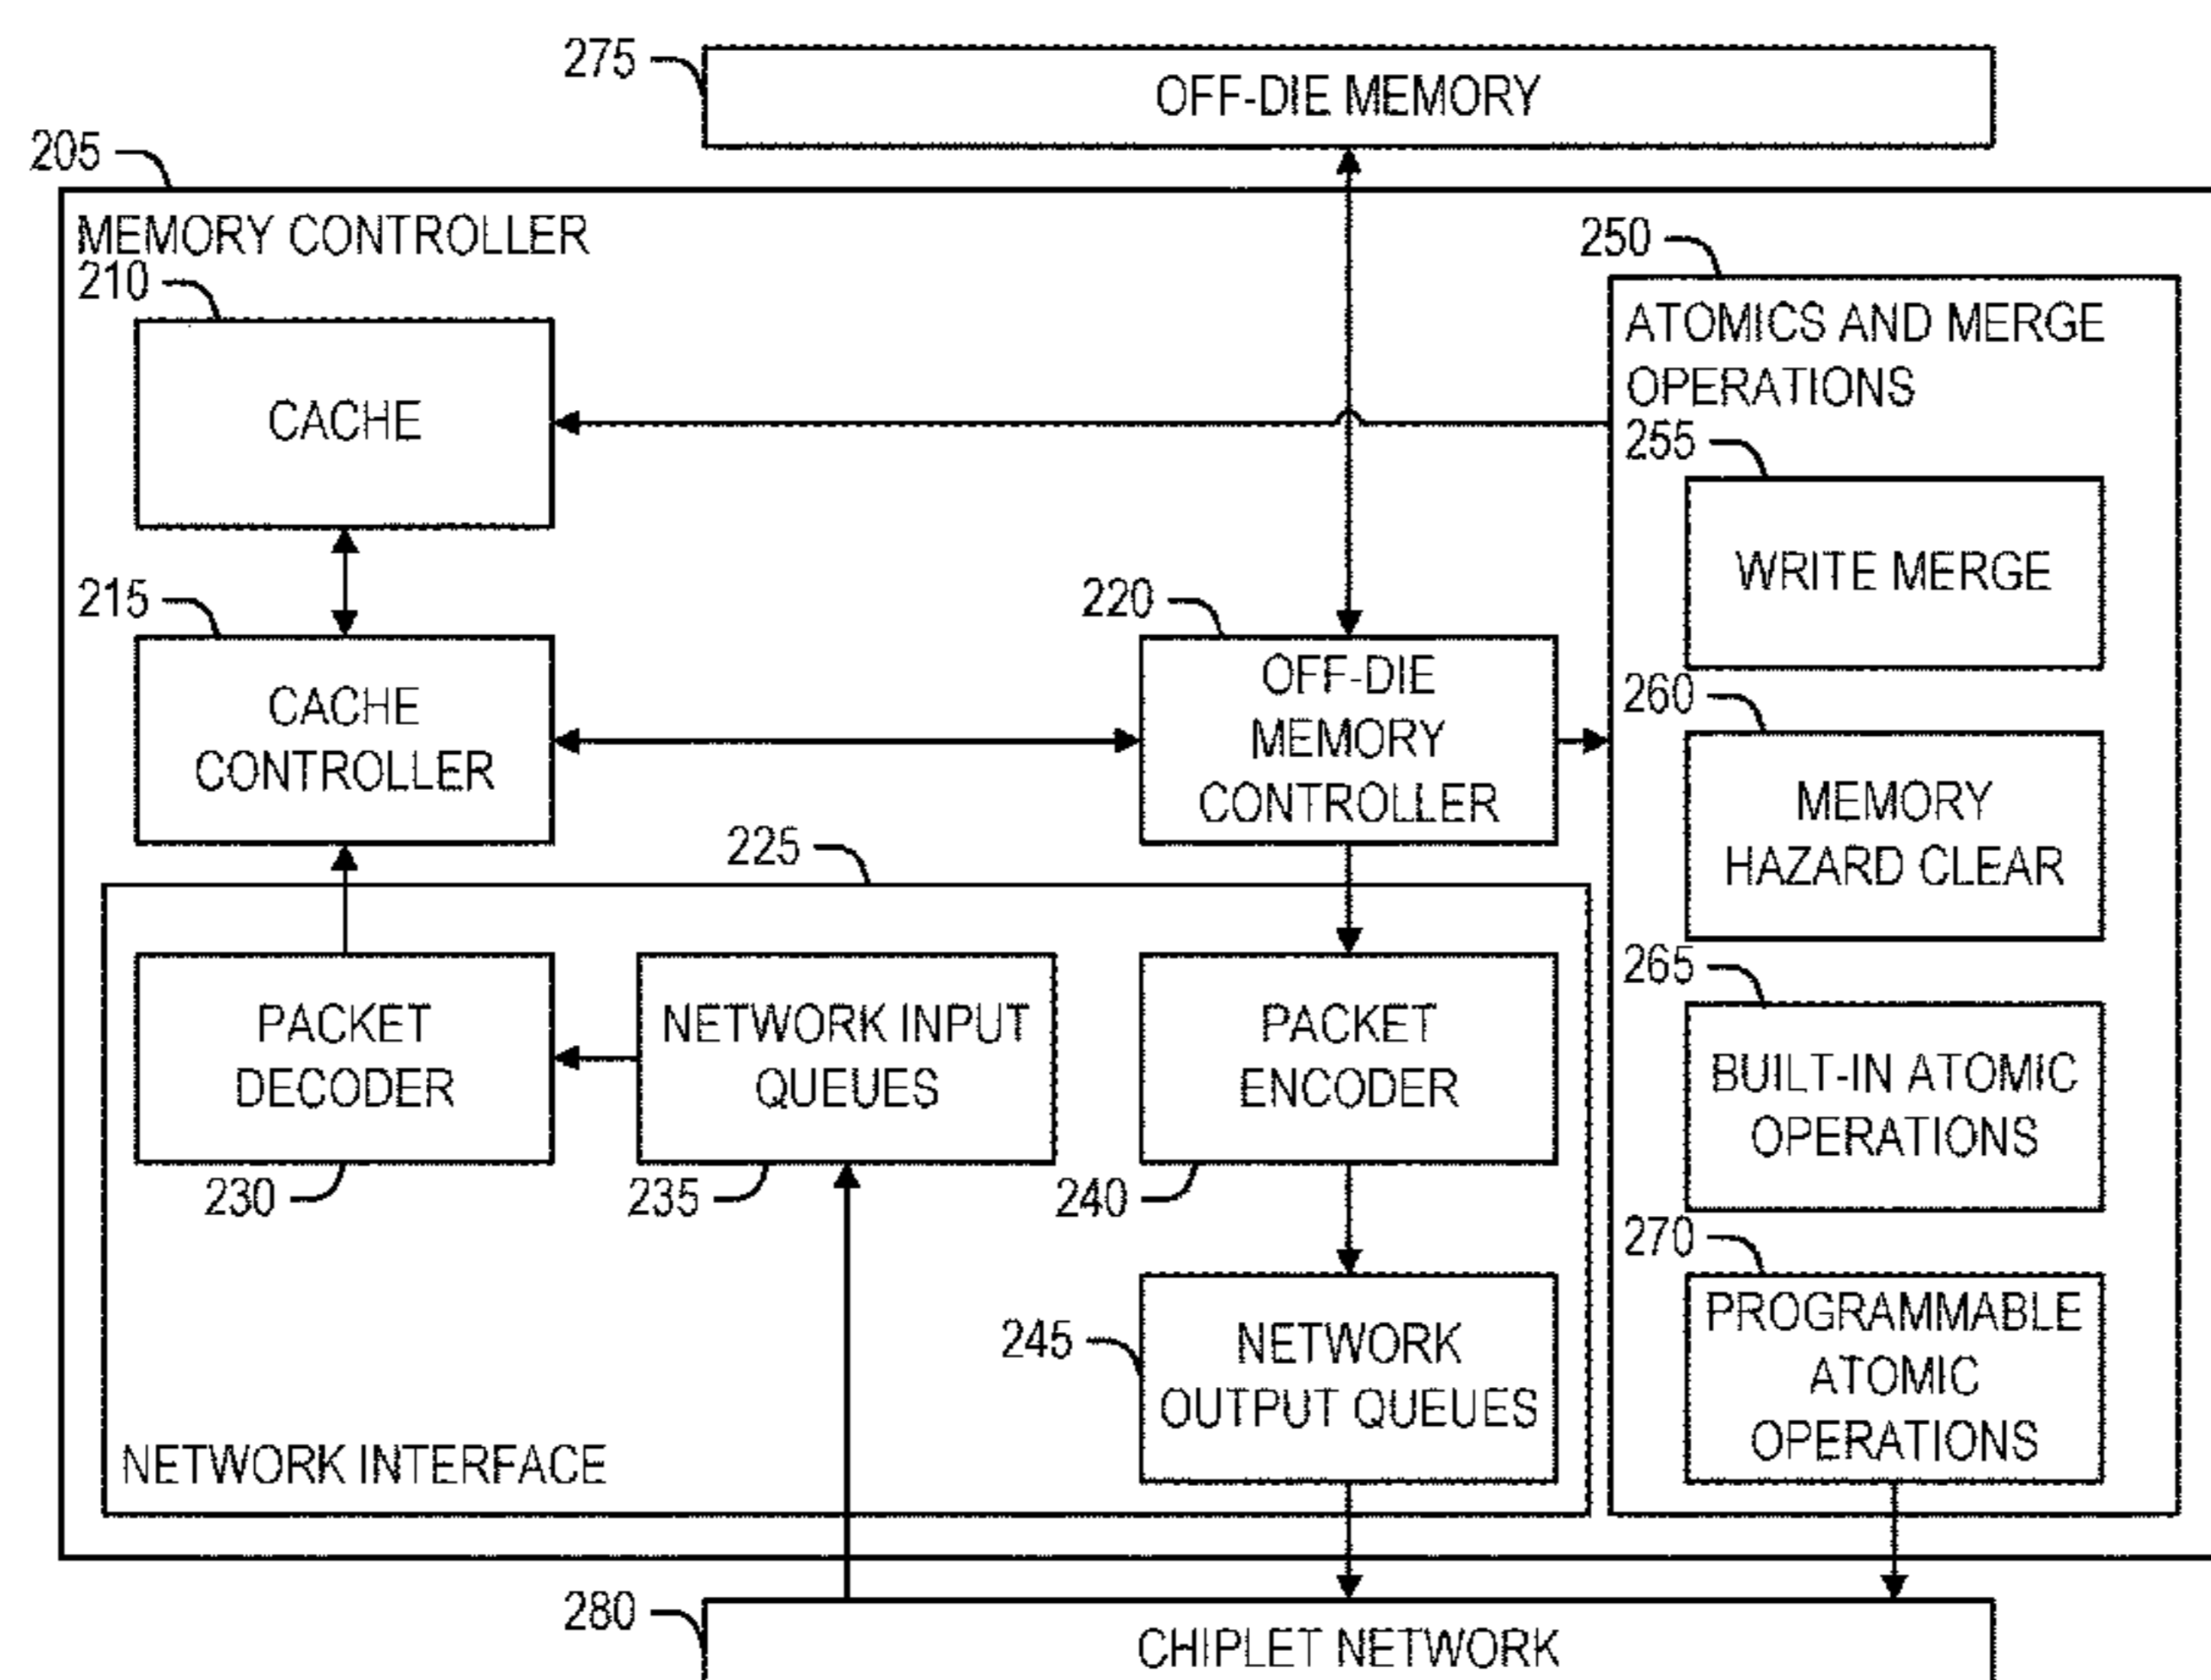 275
OFF-DIE MEMORY
205
MEMORY CONTROLLER
210
CACHE
250
ATOMICS AND MERGE
OPERATIONS
255
WRITE MERGE
215
CACHE
CONTROLLER
220
OFF-DIE
MEMORY
CONTROLLER
260
MEMORY
HAZARD CLEAR
225
PACKET
DECODER
230
NETWORK INPUT
QUEUES
235
PACKET
ENCODER
240
265
BUILT-IN ATOMIC
OPERATIONS
245
NETWORK
OUTPUT QUEUES
270
PROGRAMMABLE
ATOMIC
OPERATIONS
NETWORK INTERFACE
280
CHIPLET NETWORK